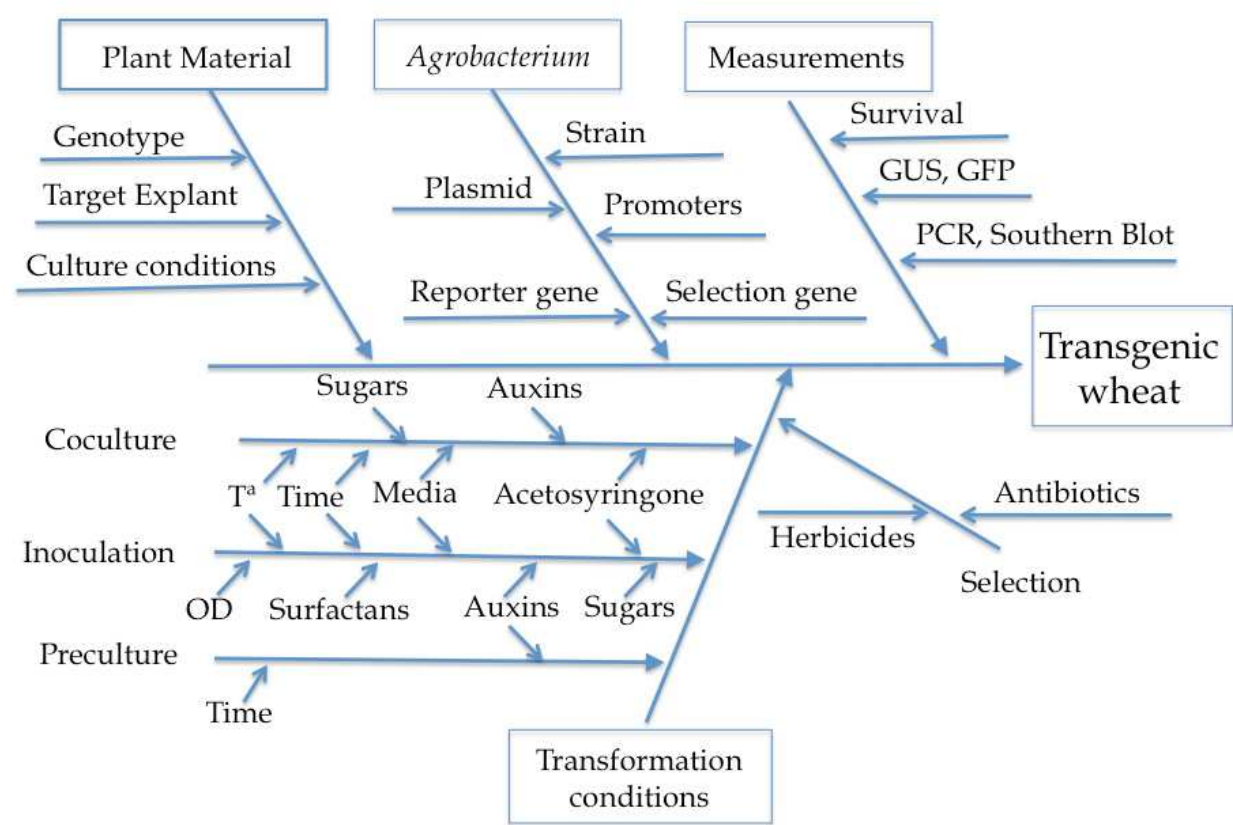 Plant Material
Agrobacterium
Measurements
Genotype
Target Explant
Culture conditions
Strain
Plasmid
Promoters
Reporter gene
Selection gene
Survival
GUS, GFP
PCR, Southern Blot
Transgenic
wheat
Sugars
Auxins
Coculture
Tª
Time
Media
Acetosyringone
Inoculation
OD
Surfactans
Auxins
Sugars
Preculture
Time
Antibiotics
Herbicides
Selection
Transformation
conditions